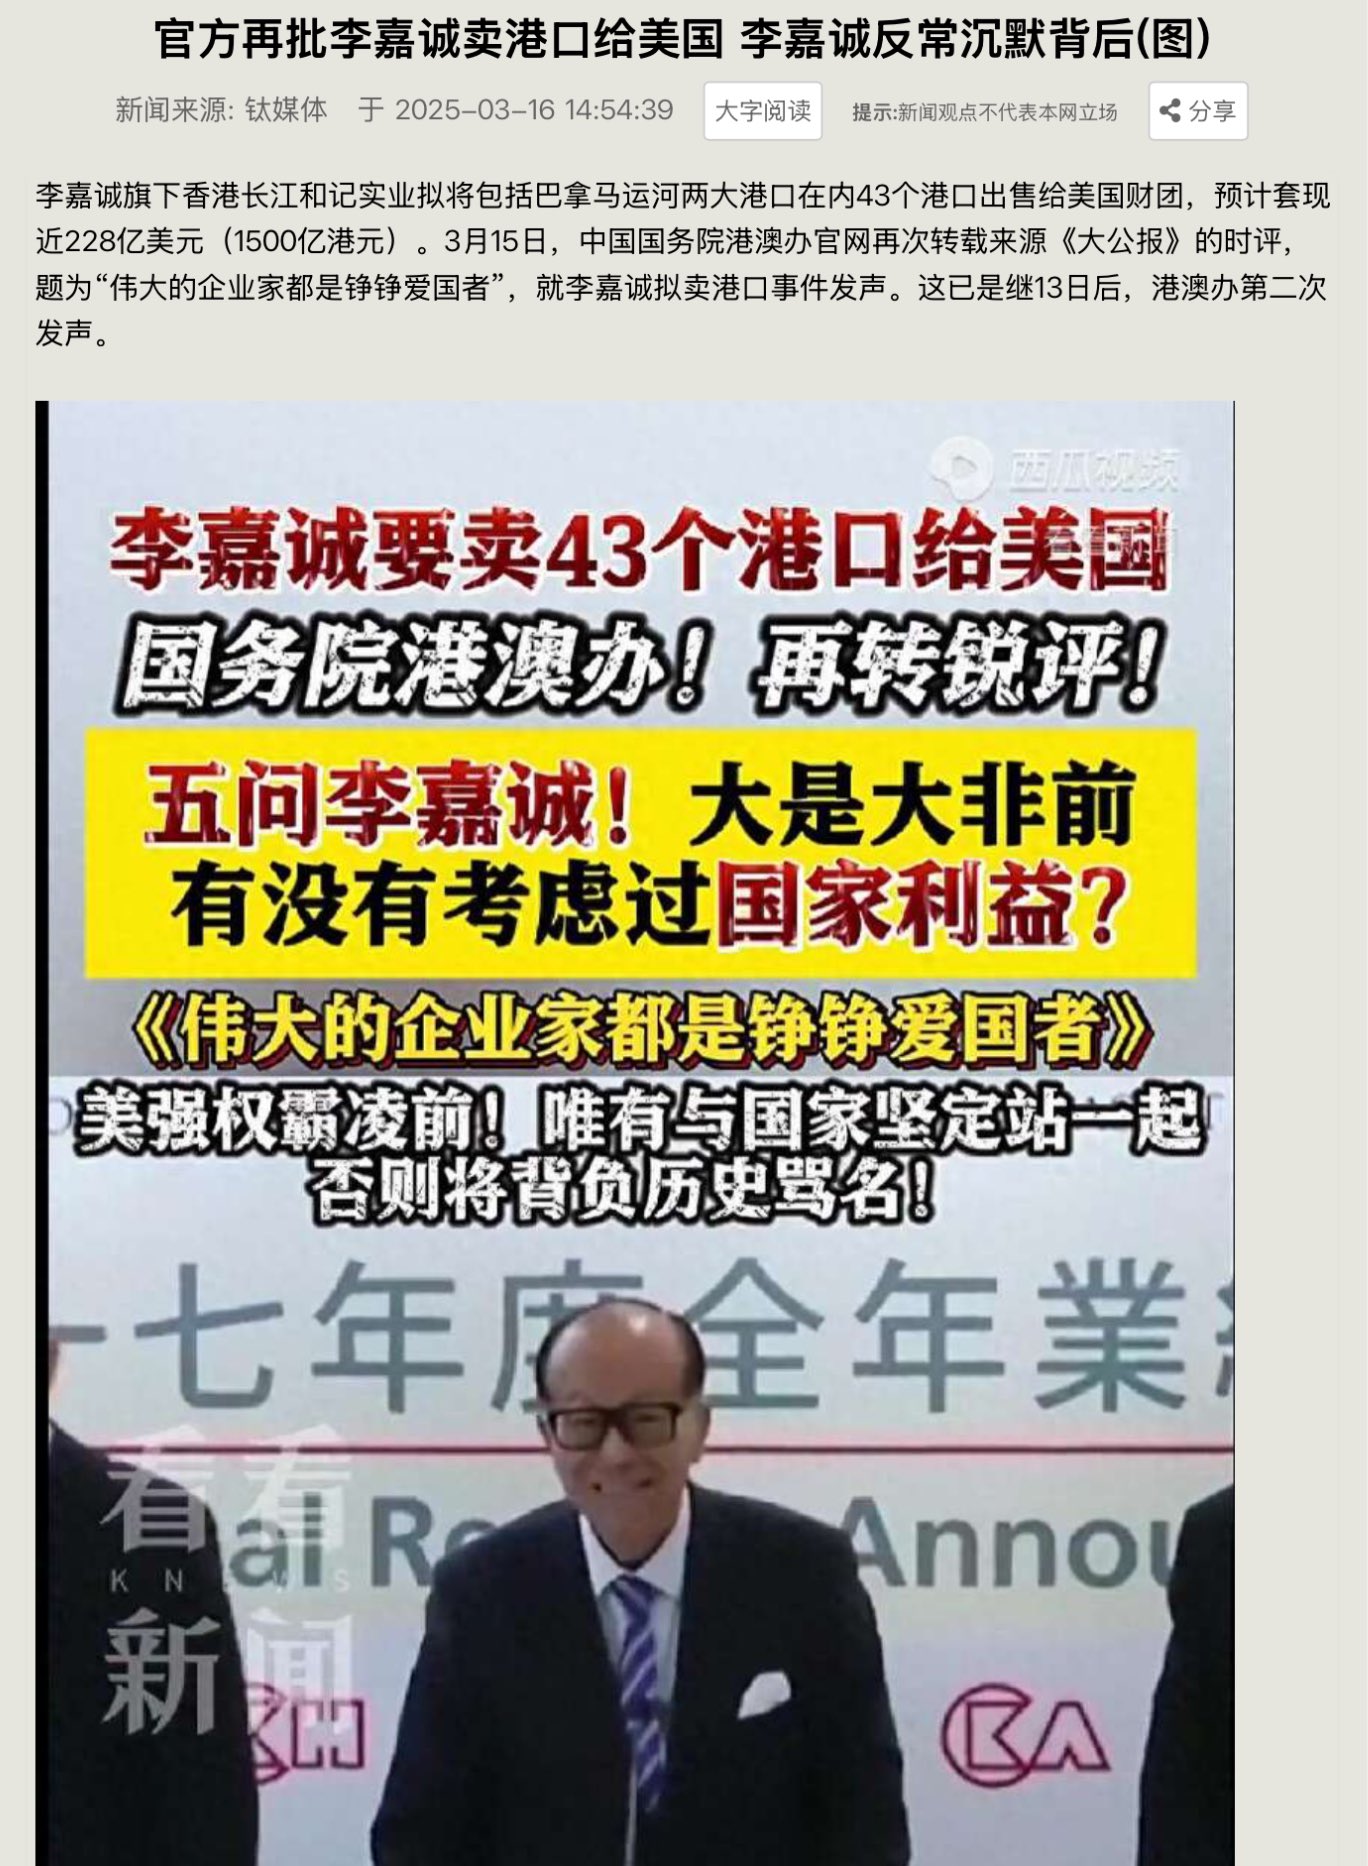 官方再批李嘉诚卖港口给美国 李嘉诚反常沉默背后(图)
新闻来源: 钛媒体 于 2025-03-16 14:54:39 大字阅读 提示:新闻观点不代表本网立场 分享
李嘉诚旗下香港长江和记实业拟将包括巴拿马运河两大港口在内43个港口出售给美国财团，预计套现
近228亿美元（1500亿港元）。3月15日，中国国务院港澳办官网再次转载来源《大公报》的时评，
题为“伟大的企业家都是铮铮爱国者”，就李嘉诚拟卖港口事件发声。这已是继13日后，港澳办第二次
发声。
西瓜视频
李嘉诚要卖43个港口给美国
国务院港澳办！再转锐评！
五问李嘉诚！大是大非前
有没有考虑过国家利益？
《伟大的企业家都是铮铮爱国者》
美强权霸凌前！唯有与国家坚定站一起
否则将背负历史骂名！
一七年度全年業
看看
KNEWS
新闻
al Re Annou
CKH
CKA